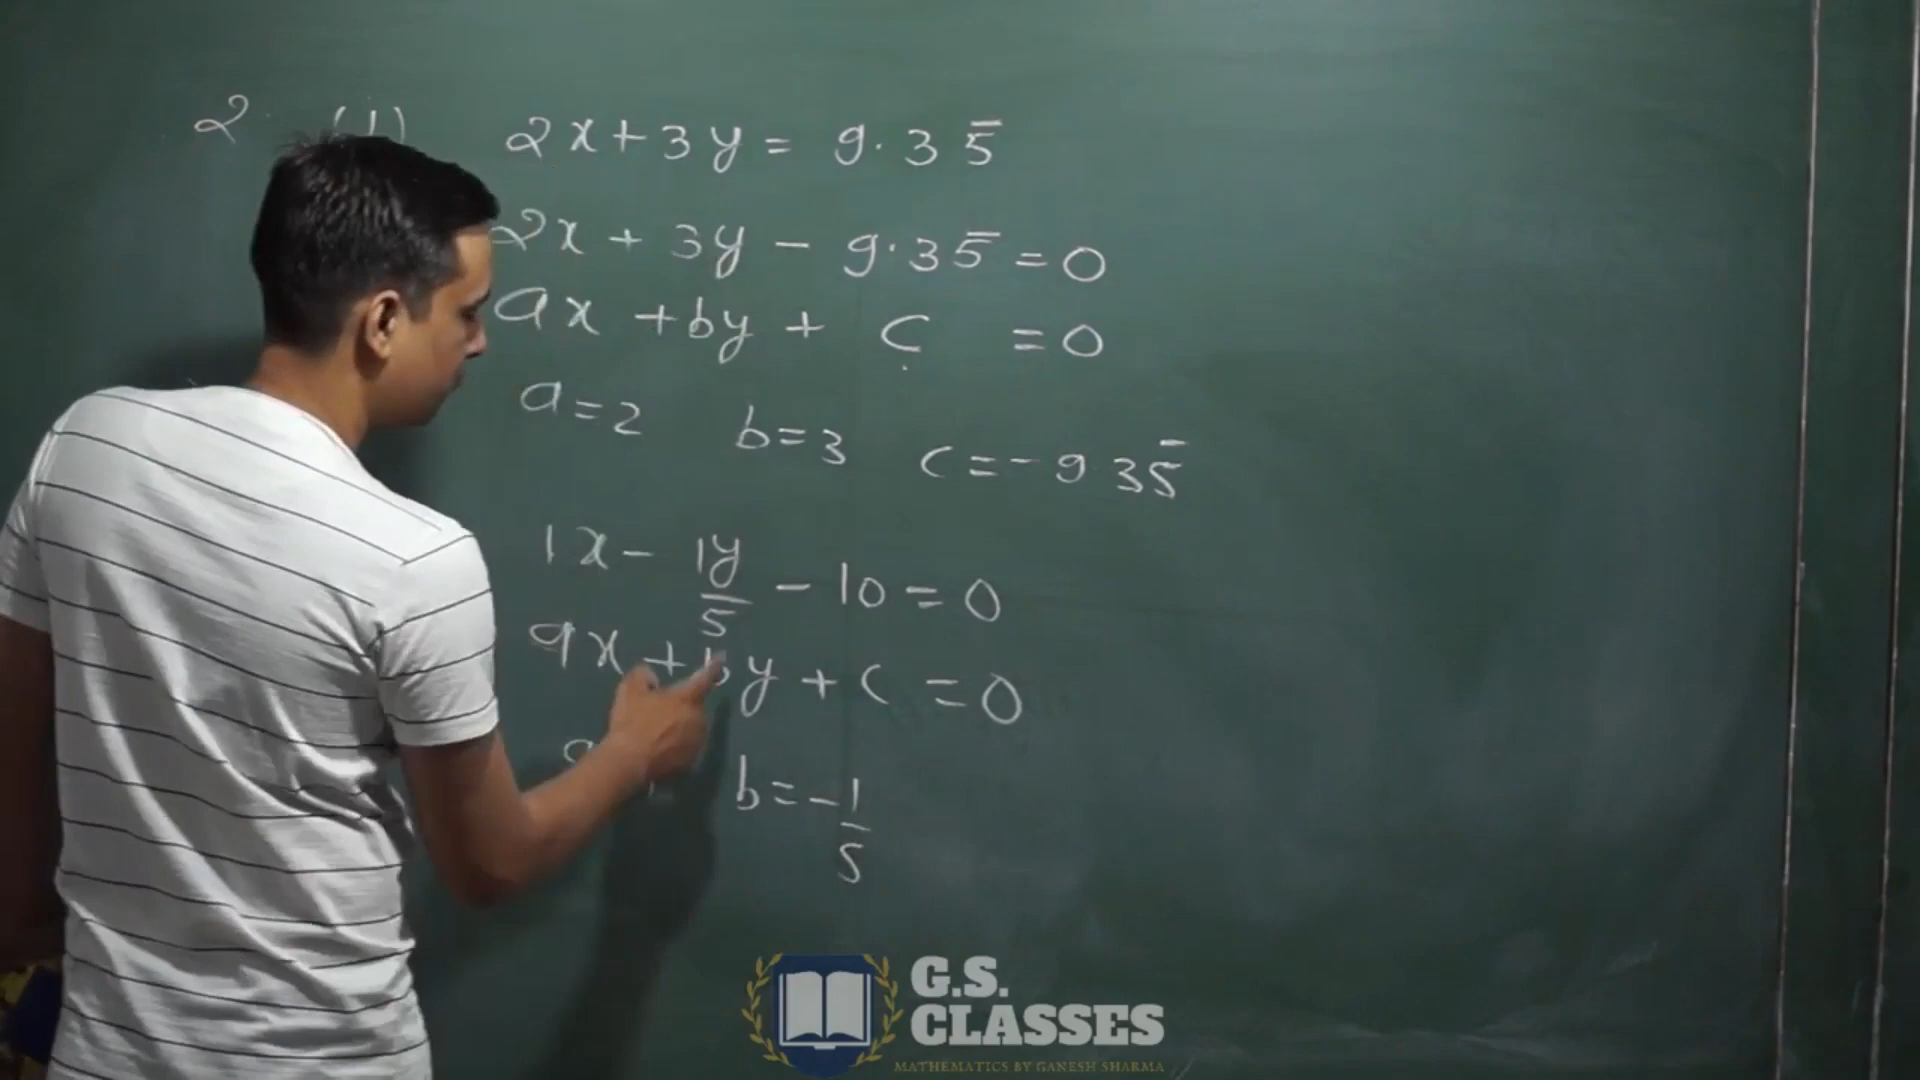 2 (1) 2x+3y= 9.35̅
2x + 3y - 9.35̅ =0
ax +by + c =0
a=2 b=3 c=-9 35̅
1x - 1y/5 - 10 = 0
ax + by + c = 0
b=-1/5
G.S.
CLASSES
MATHEMATICS BY GANESH SHARMA